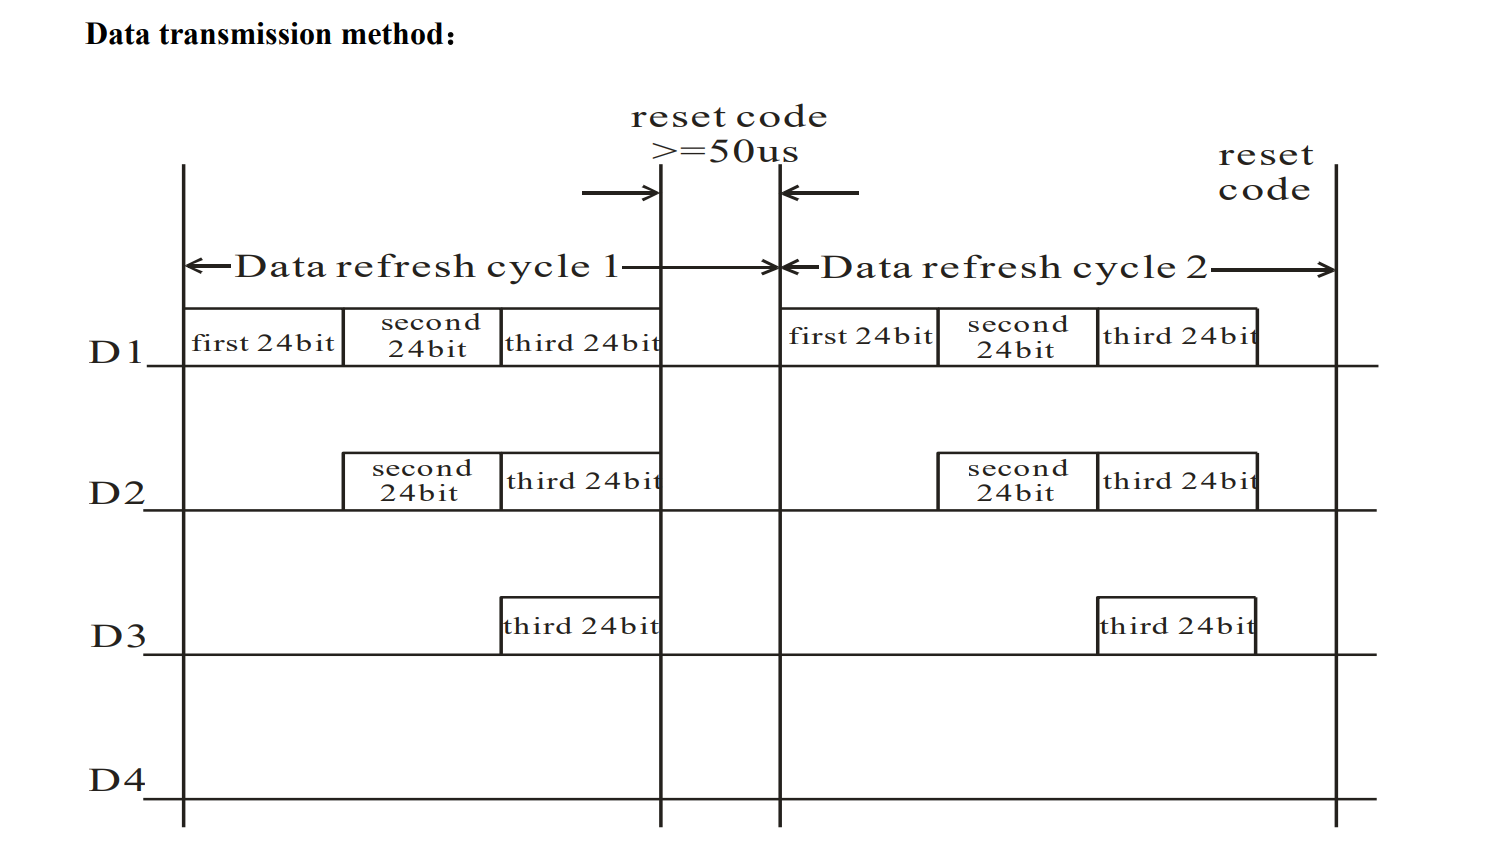 Data transmission method：
reset code
>=50us
reset
code
Data refresh cycle 1
Data refresh cycle 2
D1
first 24bit
second
24bit
third 24bit
first 24bit
second
24bit
third 24bit
D2
second
24bit
third 24bit
second
24bit
third 24bit
D3
third 24bit
third 24bit
D4